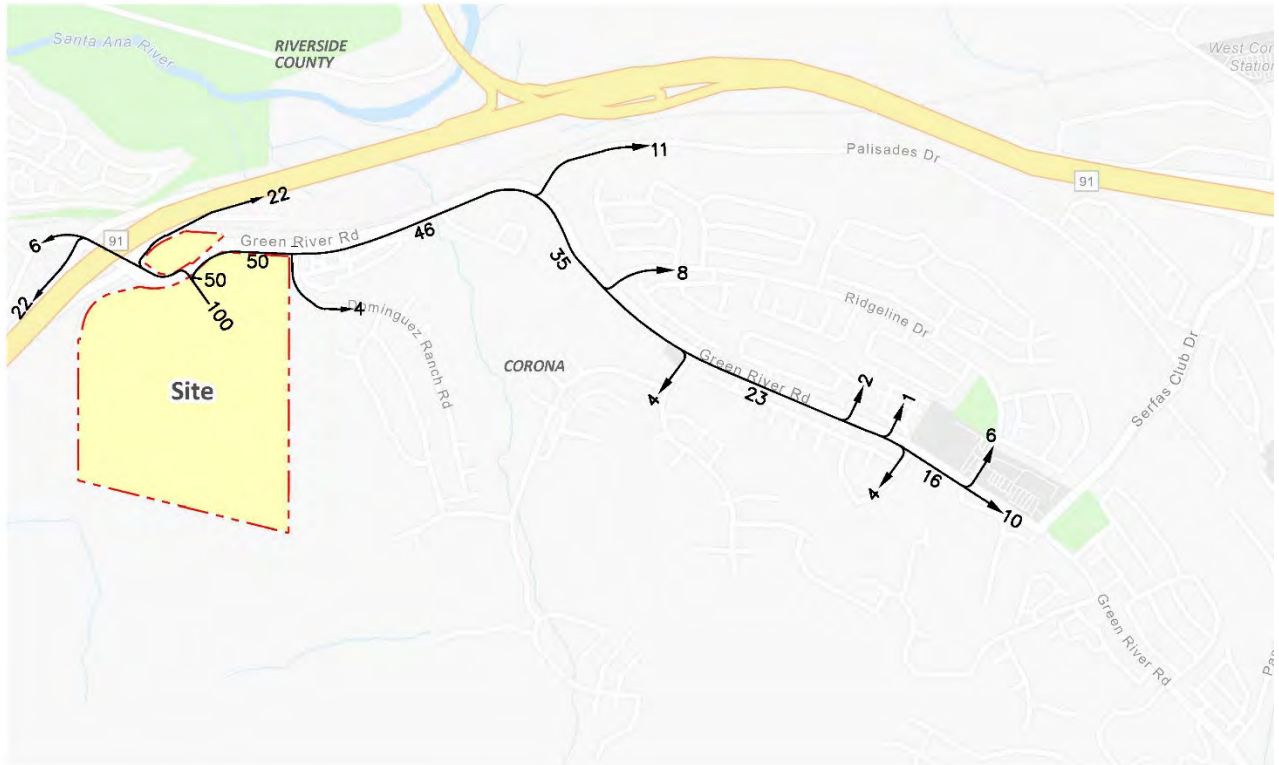 Santa Ana River
RIVERSIDE
COUNTY
West Cor
Station
11
Palisades Dr
91
22
6
91
Green River Rd
46
50
50
35
8
22
100
4
Dominguez Ranch Rd
Ridgeline Dr
Site
CORONA
Green River Rd
4
23
2
1
Serfas Club Dr
6
4
16
10
Green River Rd